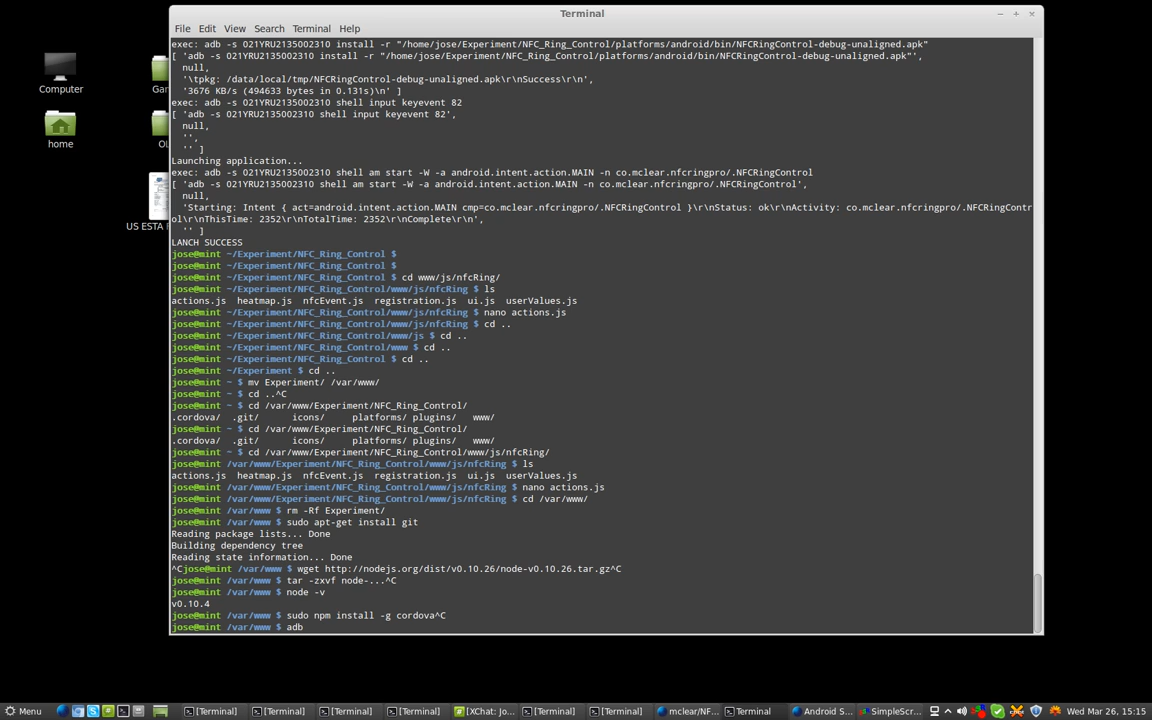 Terminal
File Edit View Search Terminal Help
exec: adb -s 021YRU2135002310 install -r "/home/jose/Experiment/NFC_Ring_Control/platforms/android/bin/NFCRingControl-debug-unaligned.apk"
[ 'adb -s 021YRU2135002310 install -r "/home/jose/Experiment/NFC_Ring_Control/platforms/android/bin/NFCRingControl-debug-unaligned.apk"',
null,
'\tpkg: /data/local/tmp/NFCRingControl-debug-unaligned.apk\r\nSuccess\r\n',
'3676 KB/s (494633 bytes in 0.131s)\n' ]
exec: adb -s 021YRU2135002310 shell input keyevent 82
[ 'adb -s 021YRU2135002310 shell input keyevent 82',
null,
'',
'' ]
Launching application...
exec: adb -s 021YRU2135002310 shell am start -W -a android.intent.action.MAIN -n co.mclear.nfcringpro/.NFCRingControl
[ 'adb -s 021YRU2135002310 shell am start -W -a android.intent.action.MAIN -n co.mclear.nfcringpro/.NFCRingControl',
null,
'Starting: Intent { act=android.intent.action.MAIN cmp=co.mclear.nfcringpro/.NFCRingControl }\r\nStatus: ok\r\nActivity: co.mclear.nfcringpro/.NFCRingContr
ol\r\nThisTime: 2352\r\nTotalTime: 2352\r\nComplete\r\n',
'' ]
LANCH SUCCESS
jose@mint ~/Experiment/NFC_Ring_Control $
jose@mint ~/Experiment/NFC_Ring_Control $
jose@mint ~/Experiment/NFC_Ring_Control $ cd www/js/nfcRing/
jose@mint ~/Experiment/NFC_Ring_Control/www/js/nfcRing $ ls
actions.js heatmap.js nfcEvent.js registration.js ui.js userValues.js
jose@mint ~/Experiment/NFC_Ring_Control/www/js/nfcRing $ nano actions.js
jose@mint ~/Experiment/NFC_Ring_Control/www/js/nfcRing $ cd ..
jose@mint ~/Experiment/NFC_Ring_Control/www/js $ cd ..
jose@mint ~/Experiment/NFC_Ring_Control/www $ cd ..
jose@mint ~/Experiment/NFC_Ring_Control $ cd ..
jose@mint ~/Experiment $ cd ..
jose@mint ~ $ mv Experiment/ /var/www/
jose@mint ~ $ cd ..^C
jose@mint ~ $ cd /var/www/Experiment/NFC_Ring_Control/
.cordova/ .git/ icons/ platforms/ plugins/ www/
jose@mint ~ $ cd /var/www/Experiment/NFC_Ring_Control/
.cordova/ .git/ icons/ platforms/ plugins/ www/
jose@mint ~ $ cd /var/www/Experiment/NFC_Ring_Control/www/js/nfcRing/
jose@mint /var/www/Experiment/NFC_Ring_Control/www/js/nfcRing $ ls
actions.js heatmap.js nfcEvent.js registration.js ui.js userValues.js
jose@mint /var/www/Experiment/NFC_Ring_Control/www/js/nfcRing $ nano actions.js
jose@mint /var/www/Experiment/NFC_Ring_Control/www/js/nfcRing $ cd /var/www/
jose@mint /var/www $ rm -Rf Experiment/
jose@mint /var/www $ sudo apt-get install git
Reading package lists... Done
Building dependency tree
Reading state information... Done
^Cjose@mint /var/www $ wget http://nodejs.org/dist/v0.10.26/node-v0.10.26.tar.gz^C
jose@mint /var/www $ tar -zxvf node-...^C
jose@mint /var/www $ node -v
v0.10.4
jose@mint /var/www $ sudo npm install -g cordova^C
jose@mint /var/www $ adb
Computer
Gar
home
OL
US ESTA
Menu [Terminal] [Terminal] [Terminal] [Terminal] [XChat: Jo... [Terminal] [Terminal] mclear/NF... Terminal Android S... SimpleScr... Wed Mar 26, 15:15